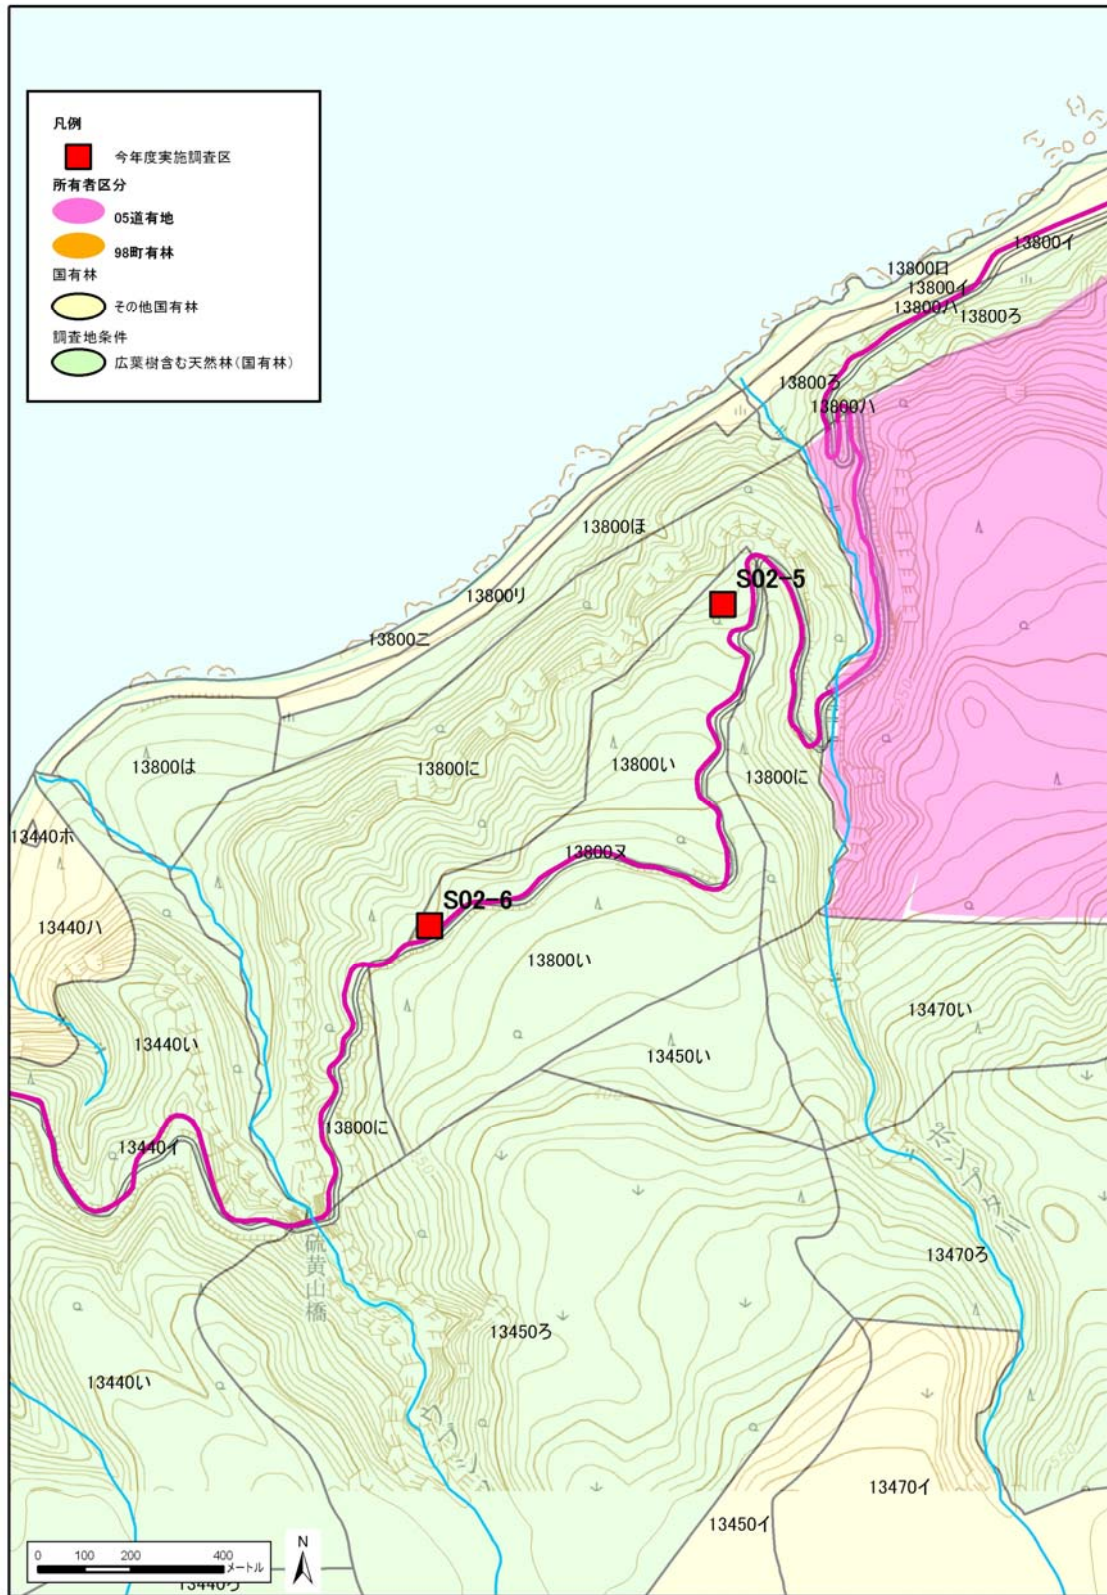 凡例
今年度実施調査区
所有者区分
05道有地
98町有林
国有林
その他国有林
調査地条件
広葉樹含む天然林(国有林)
13800イ
13800ロ
13800イ
13800ハ
13800ろ
13800ろ
13800ハ
13800ほ
S02-5
13800リ
13800ニ
13800は
13800に
13800い
13800に
13440ホ
13800ヌ
S02-6
13440ハ
13800い
13470い
13440い
13450い
13800に
13440イ
ポンプタ川
硫黄山橋
13470ろ
13450ろ
13440い
13470イ
13450イ
N
0 100 200 400
メートル
13440ろ